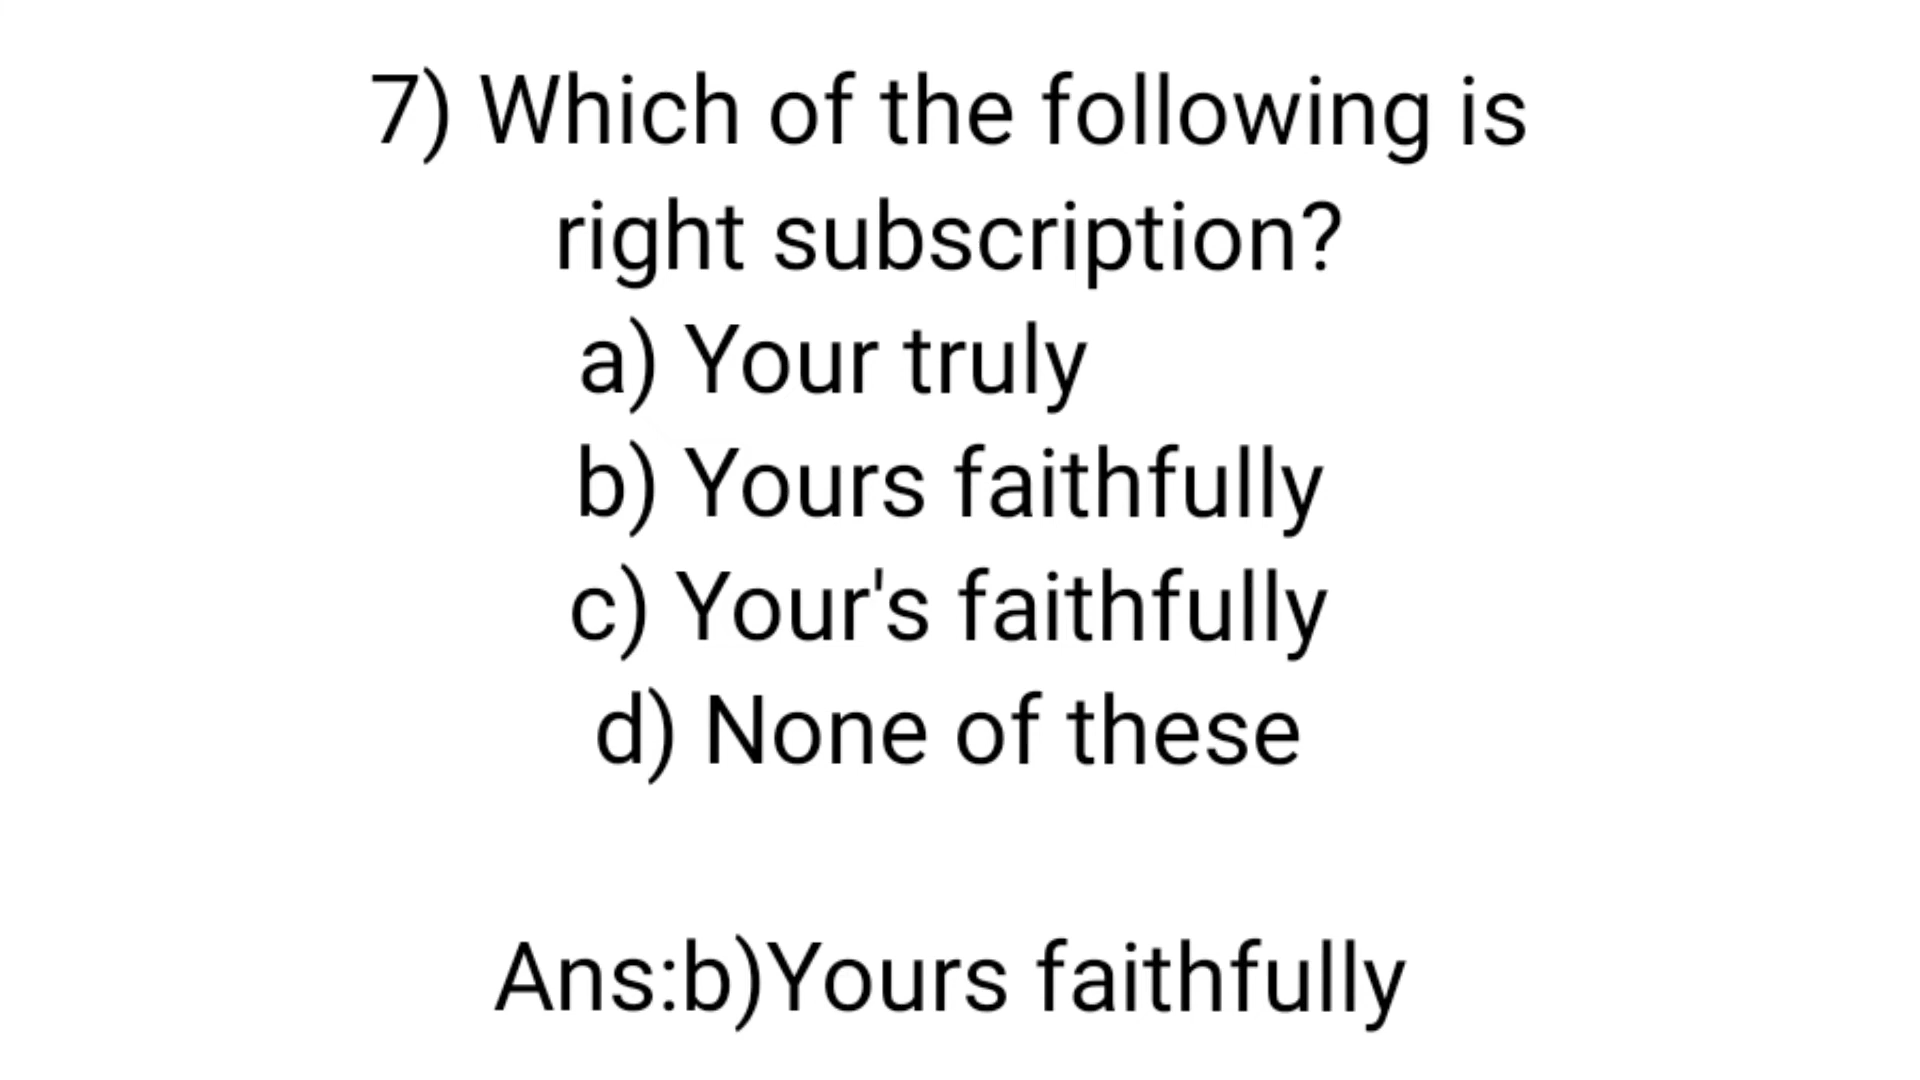 7) Which of the following is
right subscription?
a) Your truly
b) Yours faithfully
c) Your's faithfully
d) None of these
Ans:b)Yours faithfully